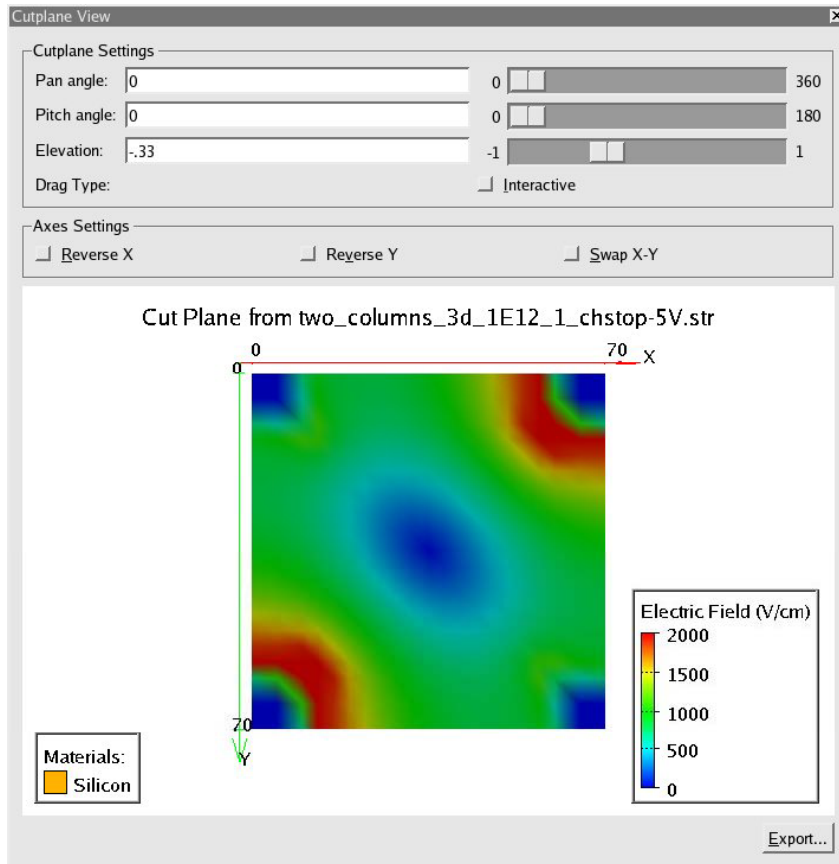 Cutplane View
Cutplane Settings
Pan angle: 0 0 360
Pitch angle: 0 0 180
Elevation: -.33 -1 1
Drag Type: Interactive
Axes Settings
Reverse X Reverse Y Swap X-Y
Cut Plane from two_columns_3d_1E12_1_chstop-5V.str
0 70 X
0
70
Y
Electric Field (V/cm)
2000
1500
1000
500
0
Materials:
Silicon
Export...